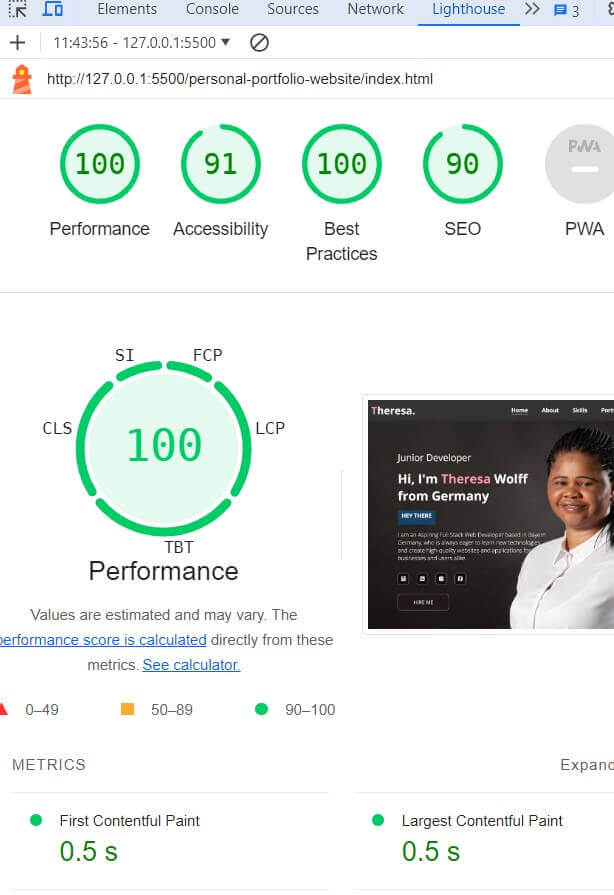 Elements Console Sources Network Lighthouse 3
11:43:56 - 127.0.0.1:5500
http://127.0.0.1:5500/personal-portfolio-website/index.html
100 91 100 90 PWA
Performance Accessibility Best Practices SEO PWA
SI FCP
CLS LCP
100
TBT
Performance
Values are estimated and may vary. The
performance score is calculated directly from these
metrics. See calculator.
0–49 50–89 90–100
Theresa. Home About Skills Port
Junior Developer
Hi, I'm Theresa Wolff
from Germany
HEY THERE
I am an Aspiring Full Stack Web Developer based in Bayern
Germany, who is always eager to learn new technologies
and create high-quality websites and applications for
businesses and users alike.
HIRE ME
METRICS Expand
First Contentful Paint Largest Contentful Paint
0.5 s 0.5 s